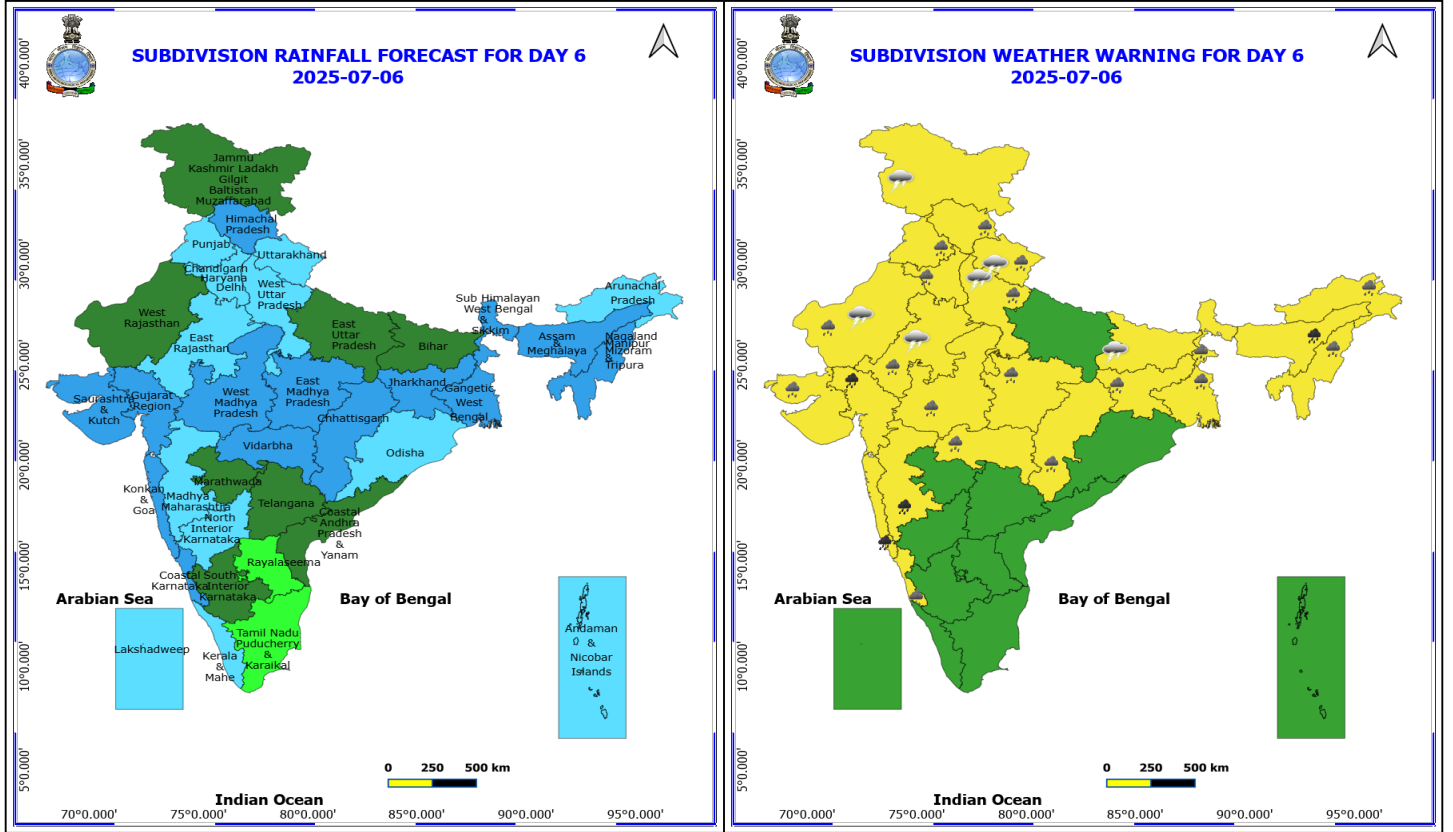 SUBDIVISION RAINFALL FORECAST FOR DAY 6
2025-07-06
40°0.000'
35°0.000'
30°0.000'
25°0.000'
20°0.000'
15°0.000'
10°0.000'
5°0.000'
Jammu
Kashmir Ladakh
Gilgit
Baltistan
Muzaffarabad
Himachal
Pradesh
Punjab
Uttarakhand
Chandigarh
Haryana
Delhi
West
Uttar
Pradesh
West
Rajasthan
East
Rajasthan
East
Uttar
Pradesh
Bihar
Sub Himalayan
West Bengal
&
Sikkim
Arunachal
Pradesh
Assam
&
Meghalaya
Nagaland
Manipur
Mizoram
&
Tripura
Saurashtra
&
Kutch
Gujarat
Region
West
Madhya
Pradesh
East
Madhya
Pradesh
Jharkhand
Gangetic
West
Bengal
Chhattisgarh
Odisha
Vidarbha
Marathwada
Madhya
Maharashtra
Konkan
&
Goa
Telangana
North
Interior
Karnataka
Coastal
Andhra
Pradesh
&
Yanam
Rayalaseema
Coastal
Karnataka
South
Interior
Karnataka
Tamil Nadu
Puducherry
&
Karaikal
Kerala
&
Mahe
Lakshadweep
Andaman
&
Nicobar
Islands
Arabian Sea
Bay of Bengal
Indian Ocean
0 250 500 km
70°0.000' 75°0.000' 80°0.000' 85°0.000' 90°0.000' 95°0.000'
SUBDIVISION WEATHER WARNING FOR DAY 6
2025-07-06
40°0.000'
35°0.000'
30°0.000'
25°0.000'
20°0.000'
15°0.000'
10°0.000'
5°0.000'
Arabian Sea
Bay of Bengal
Indian Ocean
0 250 500 km
70°0.000' 75°0.000' 80°0.000' 85°0.000' 90°0.000' 95°0.000'